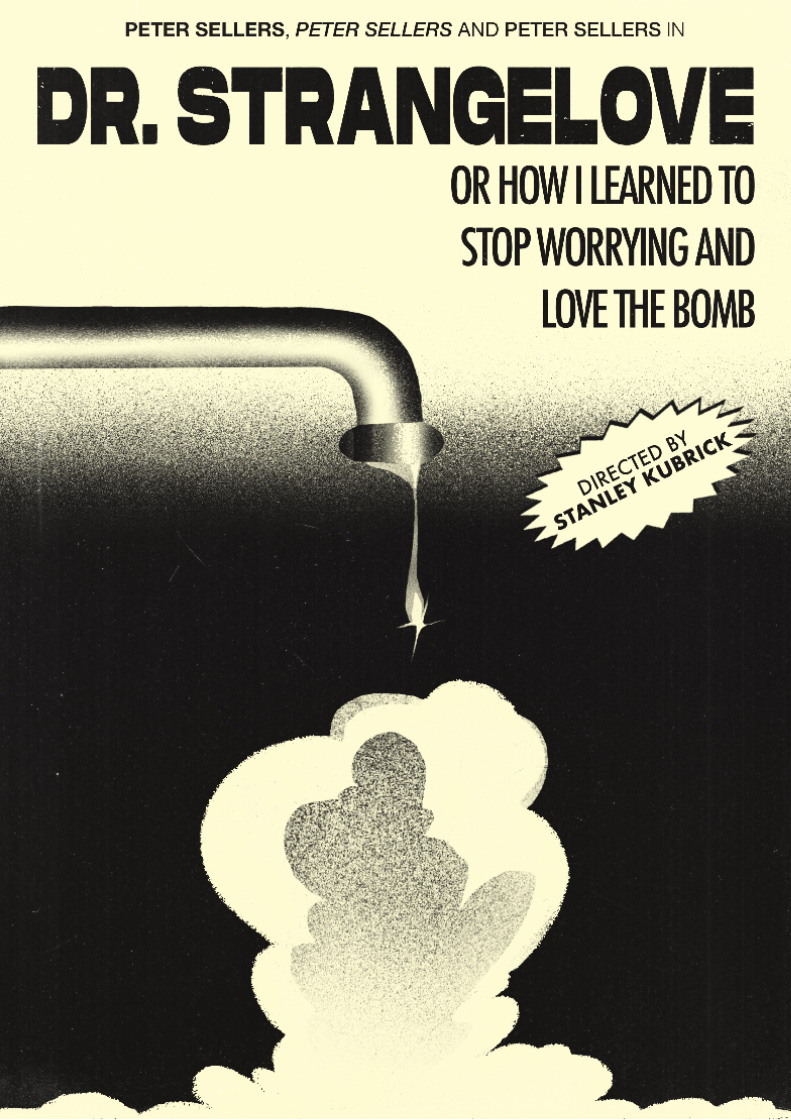 PETER SELLERS, PETER SELLERS AND PETER SELLERS IN
DR. STRANGELOVE
OR HOW I LEARNED TO
STOP WORRYING AND
LOVE THE BOMB
DIRECTED BY
STANLEY KUBRICK